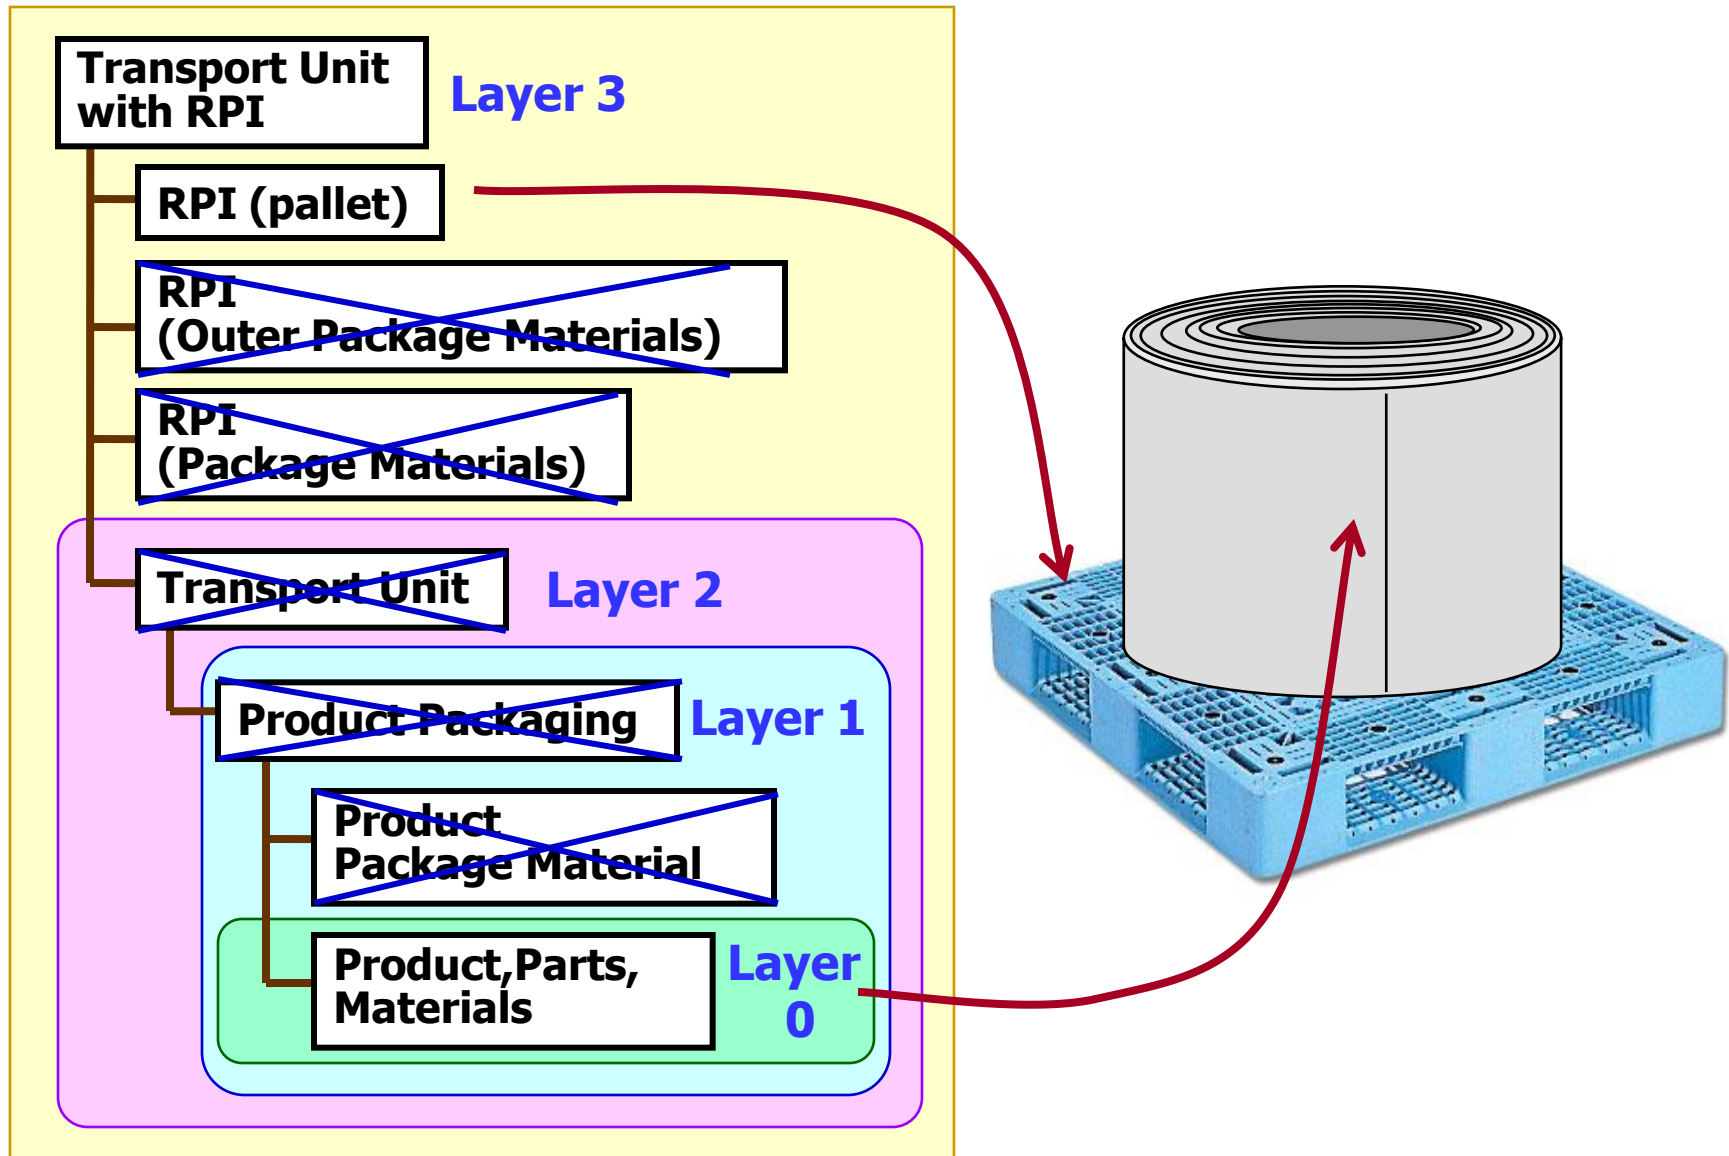 Transport Unit
with RPI
Layer 3
RPI (pallet)
RPI
(Outer Package Materials)
RPI
(Package Materials)
Transport Unit
Layer 2
Product Packaging
Layer 1
Product
Package Material
Product,Parts,
Materials
Layer
0